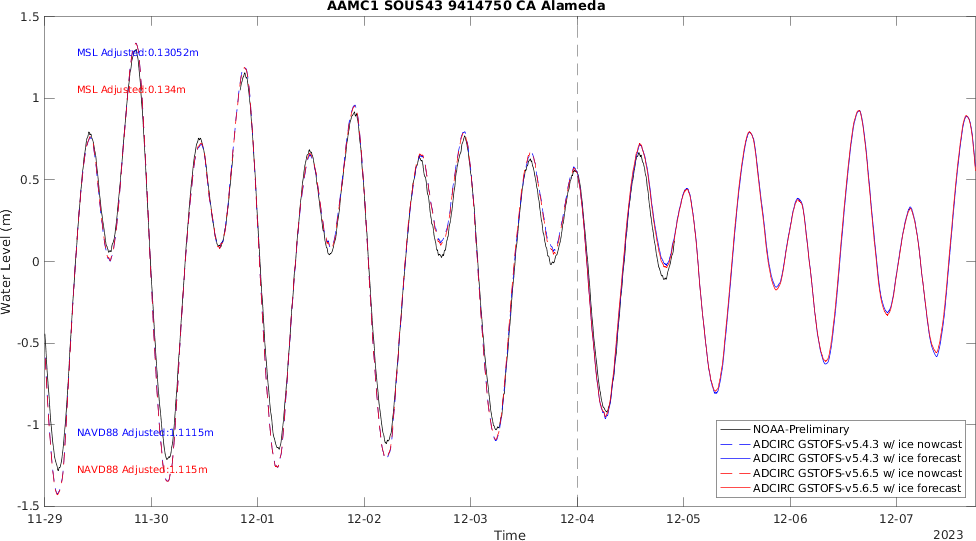 AAMC1 SOUS43 9414750 CA Alameda
1.5
1
0.5
0
-0.5
-1
-1.5
Water Level (m)
MSL Adjusted:0.13052m
MSL Adjusted:0.134m
NAVD88 Adjusted:1.1115m
NAVD88 Adjusted:1.115m
NOAA-Preliminary
ADCIRC GSTOFS-v5.4.3 w/ ice nowcast
ADCIRC GSTOFS-v5.4.3 w/ ice forecast
ADCIRC GSTOFS-v5.6.5 w/ ice nowcast
ADCIRC GSTOFS-v5.6.5 w/ ice forecast
11-29 11-30 12-01 12-02 12-03 12-04 12-05 12-06 12-07
Time
2023